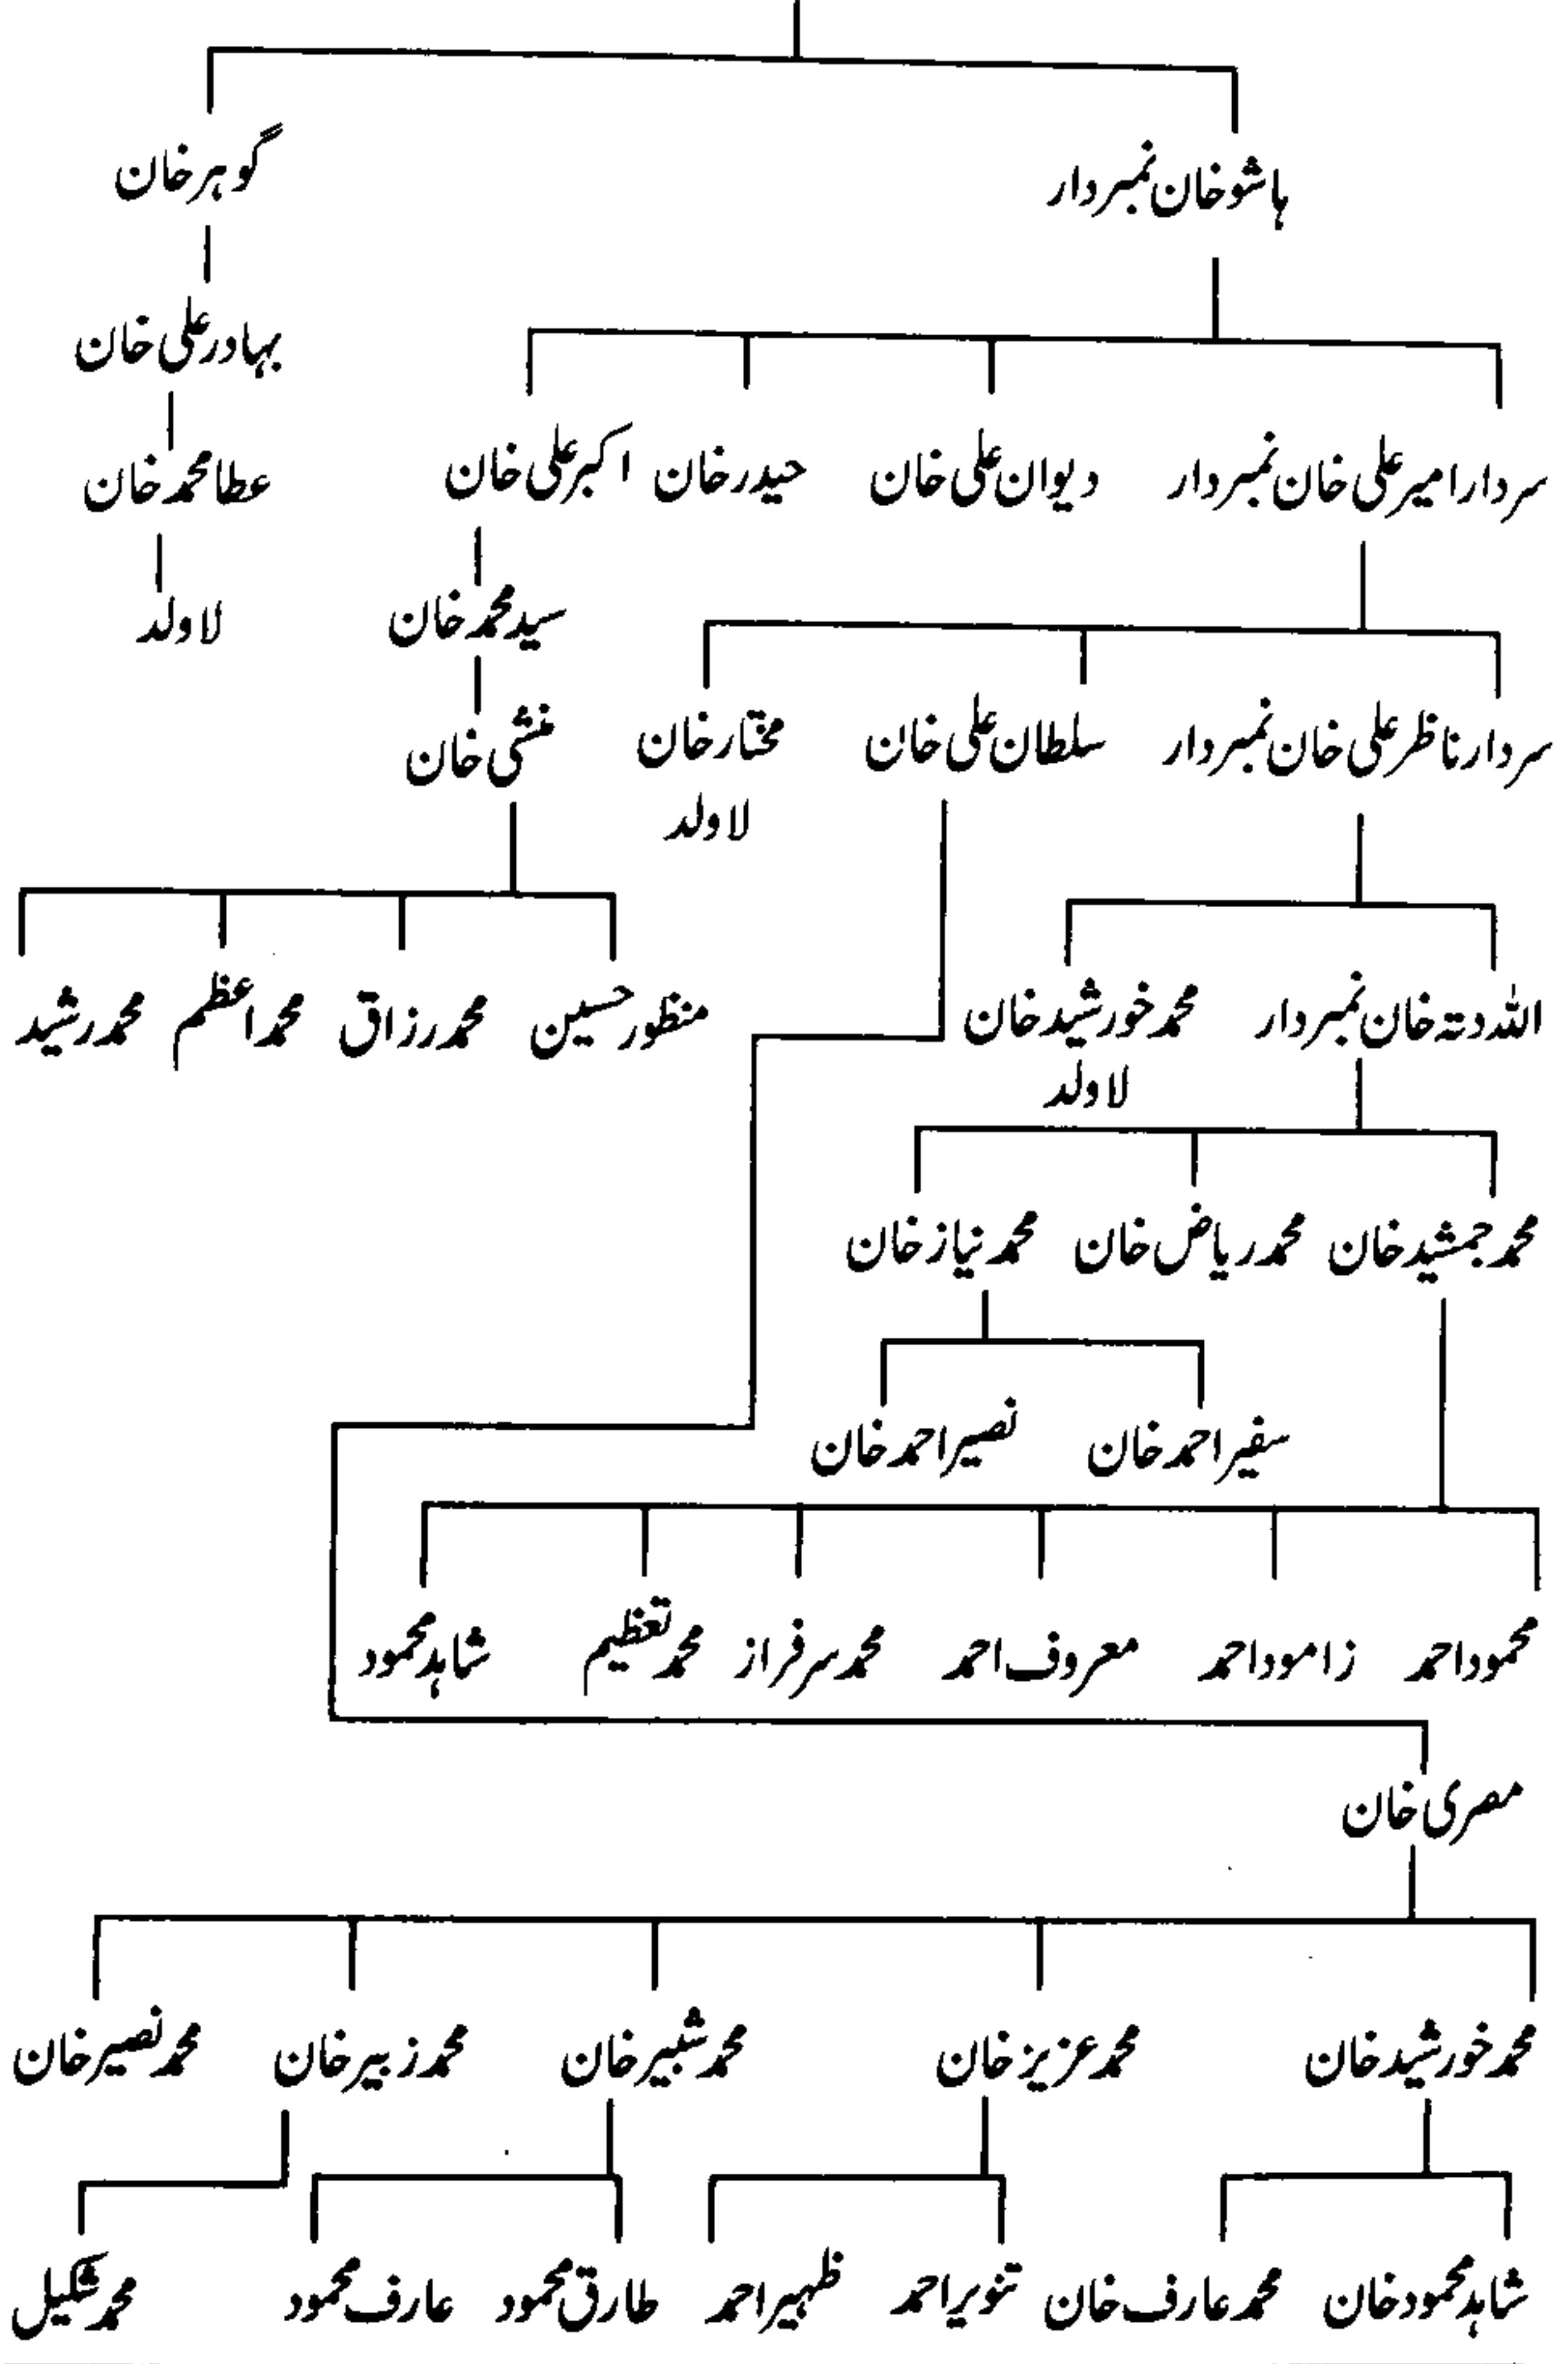 ہاشو خان نمبردار گوہر خان
بہادر علی خان
سردار امیر علی خان نمبردار دیوان علی خان حیدر خان اکبر علی خان عطا محمد خان
سید محمد خان لاولد
سردار ناظر علی خان نمبردار سلطان علی خان مختار خان منشی خان
لاولد
اللہ دتہ خان نمبردار محمد خورشید خان منظور حسین محمد رزاق محمد اعظم محمد رشید
لاولد
محمد جمشید خان محمد ریاض خان محمد نیاز خان
سفیر احمد خان نصیر احمد خان
محمود احمد زامود احمد معروف احمد محمد سرفراز محمد تعظیم شاہد محمود
مصری خان
محمد خورشید خان محمد عزیز خان محمد شبیر خان محمد زبیر خان محمد نصیر خان
شاہد محمود خان محمد عارف خان تنویر احمد ظہیر احمد طارق محمود عارف محمود محمد شکیل